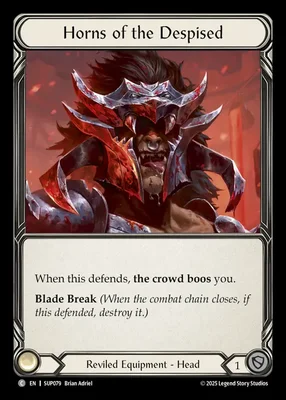 Horns of the Despised
When this defends, the crowd boos you.
Blade Break (When the combat chain closes, if
this defended, destroy it.)
Reviled Equipment - Head
1
C EN | SUP079 Brian Adriel
© 2025 Legend Story Studios